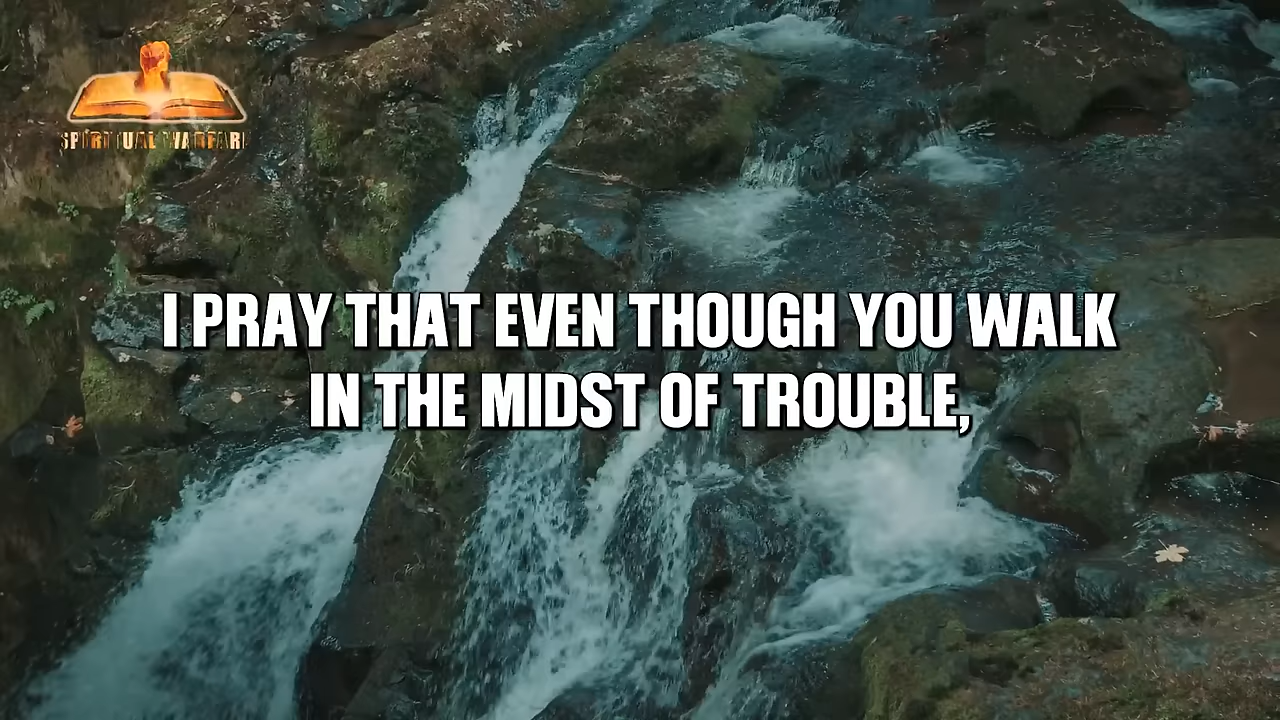 SPIRITUAL WARFARE
I PRAY THAT EVEN THOUGH YOU WALK
IN THE MIDST OF TROUBLE,